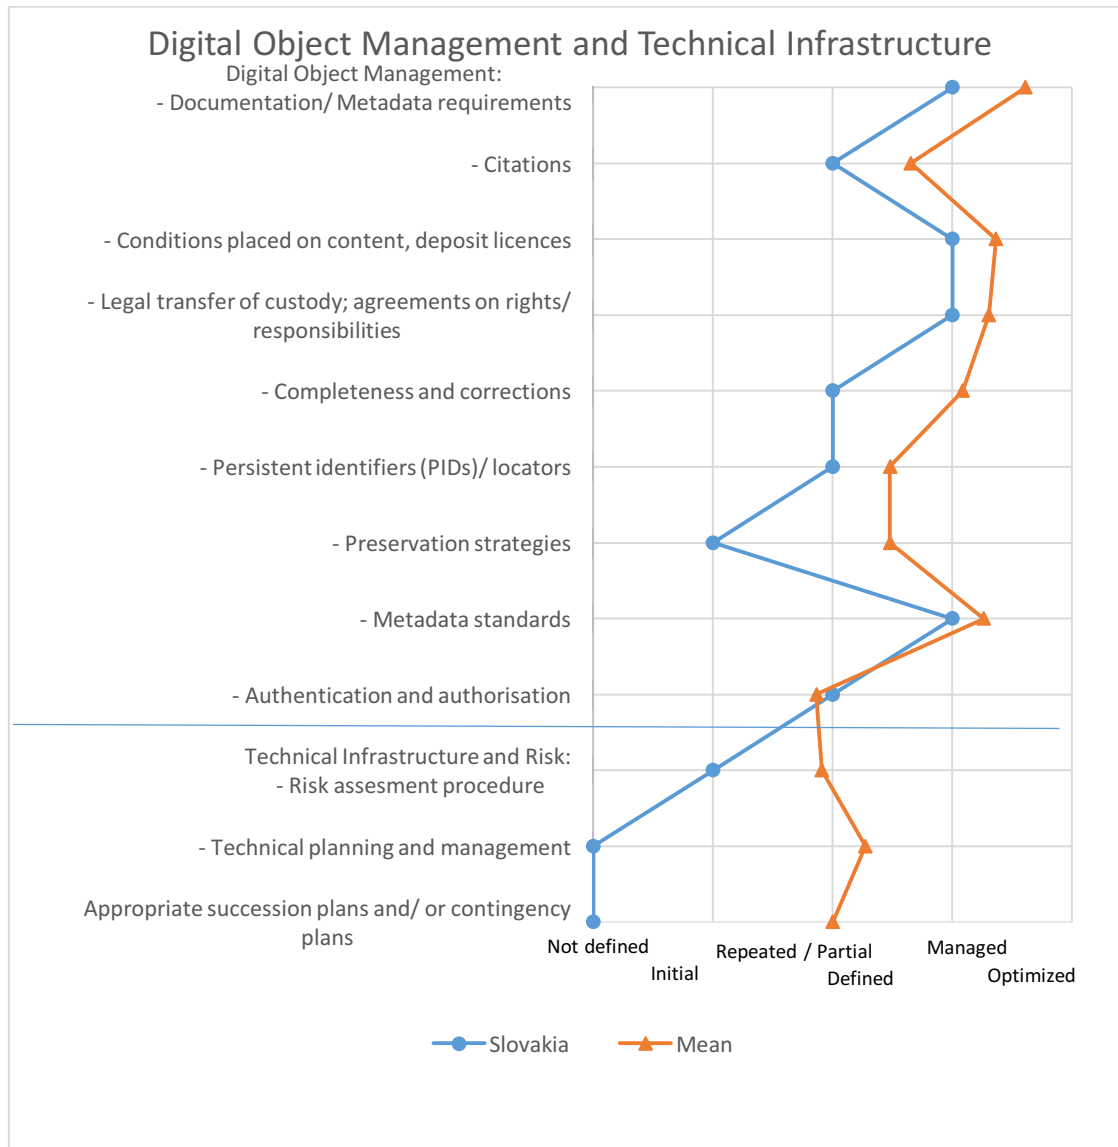 Digital Object Management and Technical Infrastructure
Digital Object Management:
- Documentation/ Metadata requirements
- Citations
- Conditions placed on content, deposit licences
- Legal transfer of custody; agreements on rights/
responsibilities
- Completeness and corrections
- Persistent identifiers (PIDs)/ locators
- Preservation strategies
- Metadata standards
- Authentication and authorisation
Technical Infrastructure and Risk:
- Risk assesment procedure
- Technical planning and management
Appropriate succession plans and/ or contingency
plans
Not defined
Initial
Repeated / Partial
Defined
Managed
Optimized
Slovakia
Mean